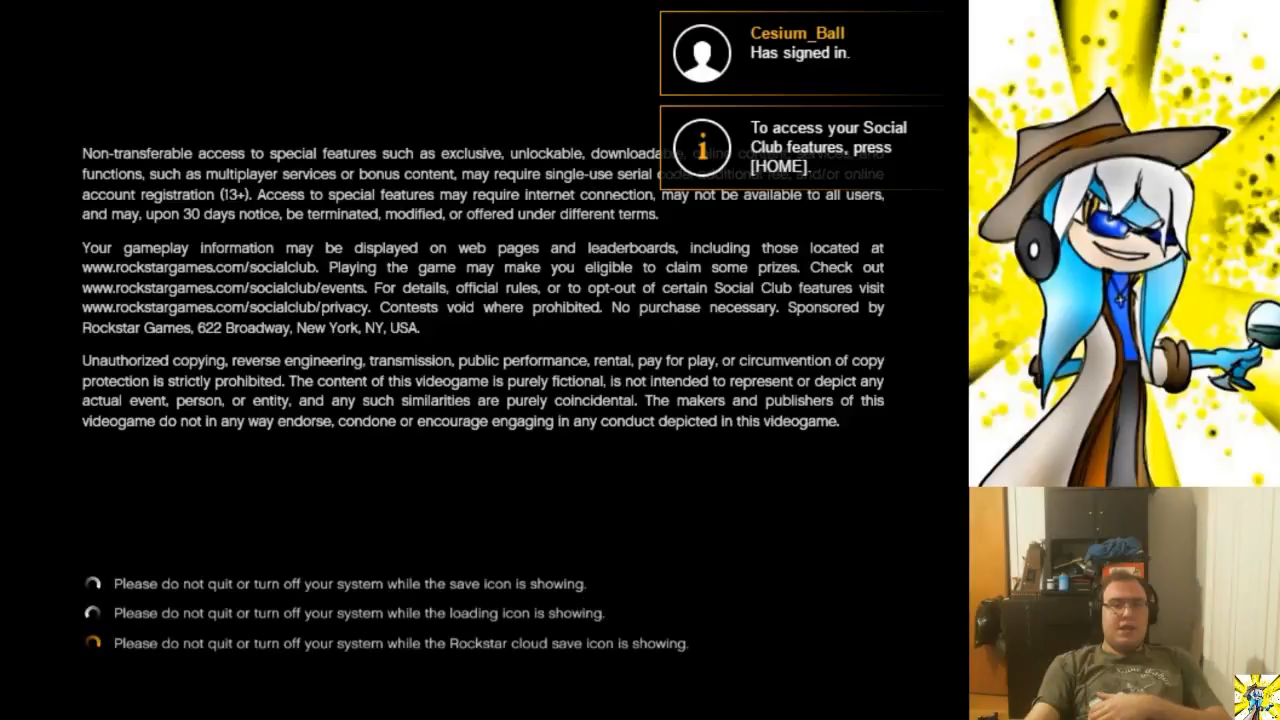 Cesium_Ball
Has signed in.
To access your Social
Club features, press
[HOME].
Non-transferable access to special features such as exclusive, unlockable, downloadable, online content, services, and
functions, such as multiplayer services or bonus content, may require single-use serial code, additional fee, and/or online
account registration (13+). Access to special features may require internet connection, may not be available to all users,
and may, upon 30 days notice, be terminated, modified, or offered under different terms.
Your gameplay information may be displayed on web pages and leaderboards, including those located at
www.rockstargames.com/socialclub. Playing the game may make you eligible to claim some prizes. Check out
www.rockstargames.com/socialclub/events. For details, official rules, or to opt-out of certain Social Club features visit
www.rockstargames.com/socialclub/privacy. Contests void where prohibited. No purchase necessary. Sponsored by
Rockstar Games, 622 Broadway, New York, NY, USA.
Unauthorized copying, reverse engineering, transmission, public performance, rental, pay for play, or circumvention of copy
protection is strictly prohibited. The content of this videogame is purely fictional, is not intended to represent or depict any
actual event, person, or entity, and any such similarities are purely coincidental. The makers and publishers of this
videogame do not in any way endorse, condone or encourage engaging in any conduct depicted in this videogame.
Please do not quit or turn off your system while the save icon is showing.
Please do not quit or turn off your system while the loading icon is showing.
Please do not quit or turn off your system while the Rockstar cloud save icon is showing.